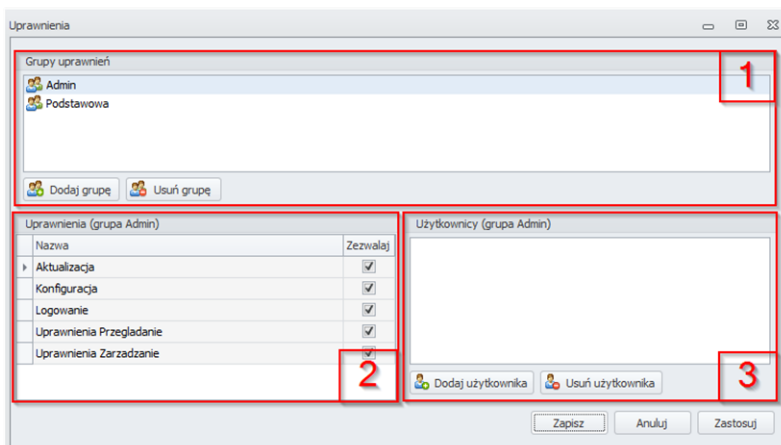 Uprawnienia
Grupy uprawnień
1
Admin
Podstawowa
Dodaj grupę Usuń grupę
Uprawnienia (grupa Admin)
Nazwa Zezwalaj
Aktualizacja
Konfiguracja
Logowanie
Uprawnienia Przegladanie
Uprawnienia Zarzadzanie
2
Użytkownicy (grupa Admin)
Dodaj użytkownika Usuń użytkownika
3
Zapisz Anuluj Zastosuj